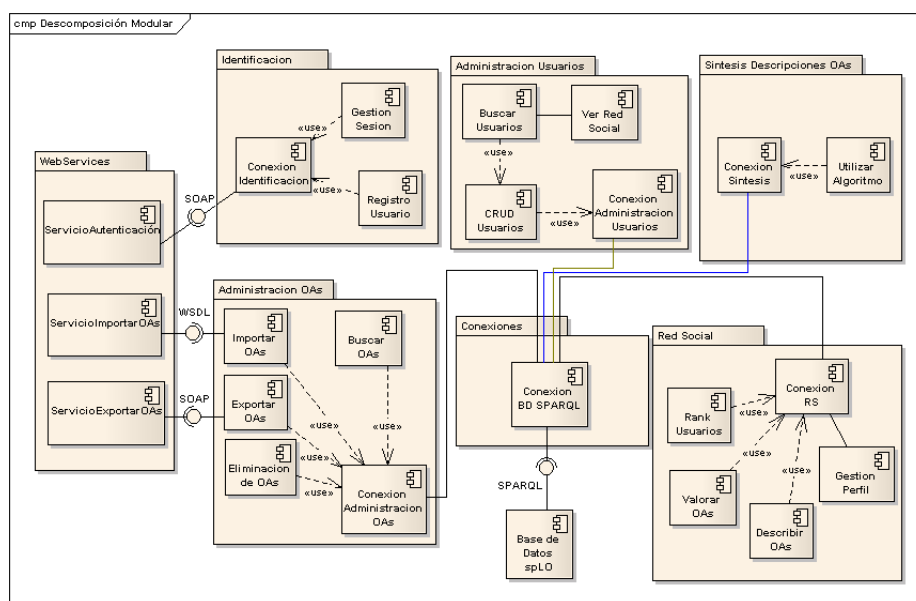 cmp Descomposición Modular
Identificacion
Gestion
Sesion
«use»
Conexion
Identificacion
«use»
Registro
Usuario
Administracion Usuarios
Buscar
Usuarios
Ver Red
Social
«use»
CRUD
Usuarios
«use»
Conexion
Administracion
Usuarios
Sintesis Descripciones OAs
Conexion
Sintesis
«use»
Utilizar
Algoritmo
WebServices
SOAP
ServicioAutenticación
WSDL
ServicioImportarOAs
SOAP
ServicioExportarOAs
Administracion OAs
Importar
OAs
Buscar
OAs
Exportar
OAs
«use»
«use»
«use»
Eliminacion
de OAs
«use»
Conexion
Administracion
OAs
Conexiones
Conexion
BD SPARQL
SPARQL
Base de
Datos
spLO
Red Social
Conexion
RS
Rank
Usuarios
«use»
«use»
Valorar
OAs
«use»
Describir
OAs
Gestion
Perfil